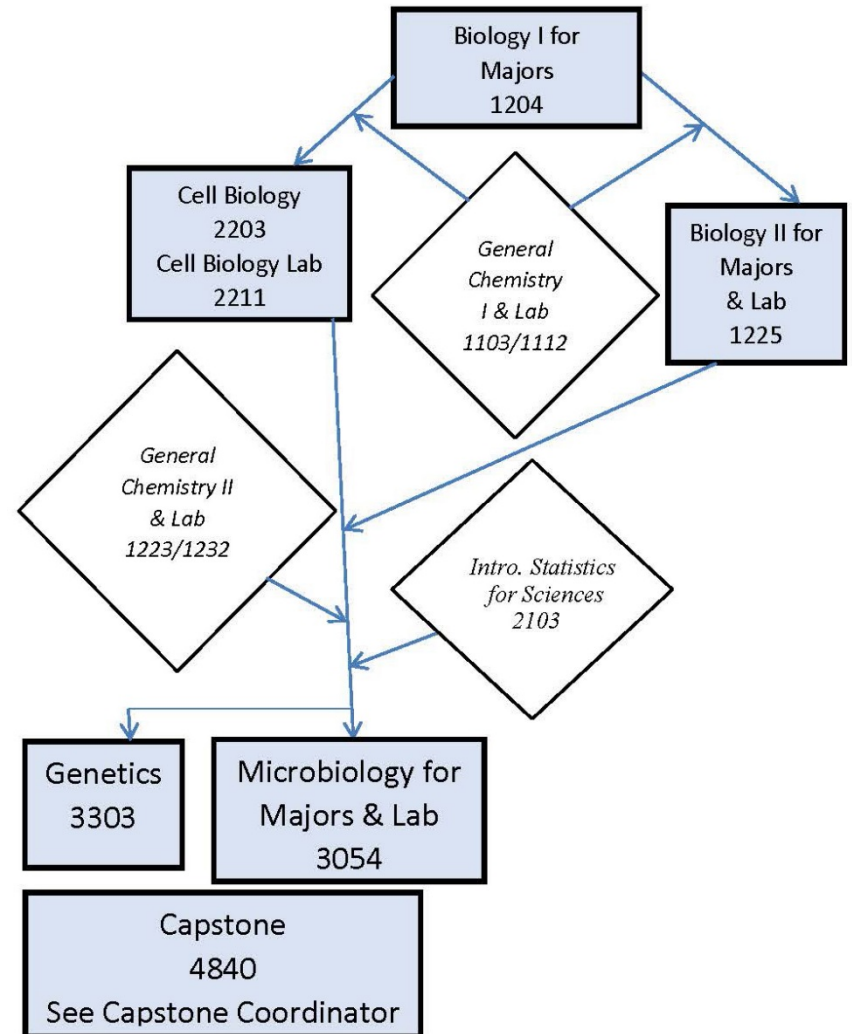 Biology I for
Majors
1204
Cell Biology
2203
Cell Biology Lab
2211
General
Chemistry
I & Lab
1103/1112
Biology II for
Majors
& Lab
1225
General
Chemistry II
& Lab
1223/1232
Intro. Statistics
for Sciences
2103
Genetics
3303
Microbiology for
Majors & Lab
3054
Capstone
4840
See Capstone Coordinator